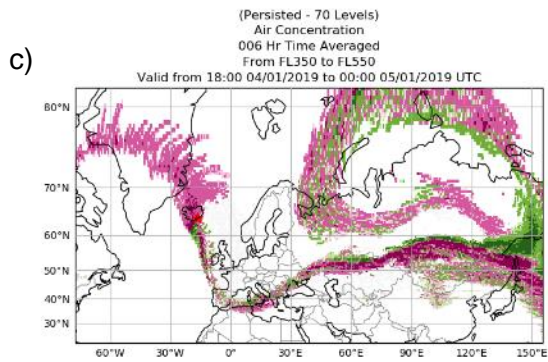 (Persisted - 70 Levels)
Air Concentration
006 Hr Time Averaged
From FL350 to FL550
Valid from 18:00 04/01/2019 to 00:00 05/01/2019 UTC
c)
80°N
70°N
60°N
50°N
40°N
30°N
60°W
30°W
0°
30°E
60°E
90°E
120°E
150°E